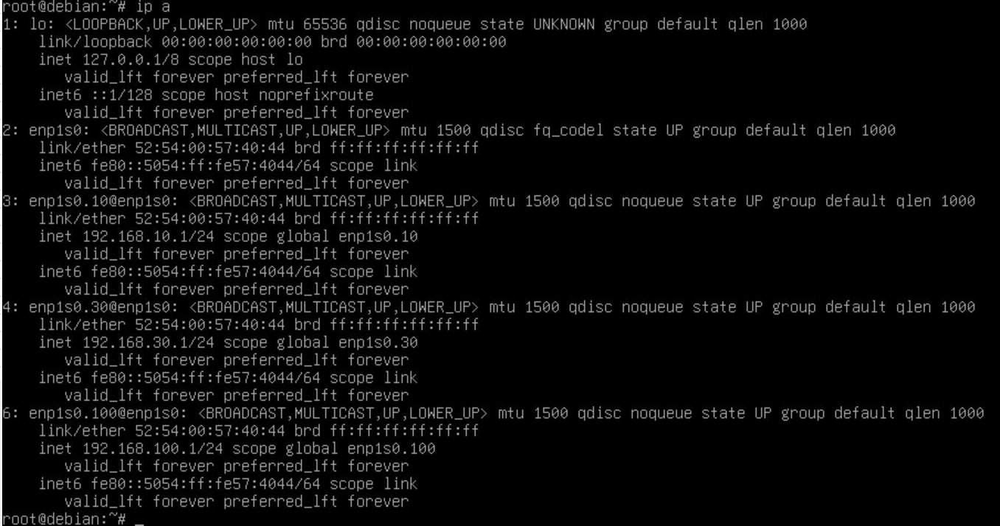 root@debian:~# ip a
1: lo: <LOOPBACK,UP,LOWER_UP> mtu 65536 qdisc noqueue state UNKNOWN group default qlen 1000
    link/loopback 00:00:00:00:00:00 brd 00:00:00:00:00:00
    inet 127.0.0.1/8 scope host lo
       valid_lft forever preferred_lft forever
    inet6 ::1/128 scope host noprefixroute
       valid_lft forever preferred_lft forever
2: enp1s0: <BROADCAST,MULTICAST,UP,LOWER_UP> mtu 1500 qdisc fq_codel state UP group default qlen 1000
    link/ether 52:54:00:57:40:44 brd ff:ff:ff:ff:ff:ff
    inet6 fe80::5054:ff:fe57:4044/64 scope link
       valid_lft forever preferred_lft forever
3: enp1s0.10@enp1s0: <BROADCAST,MULTICAST,UP,LOWER_UP> mtu 1500 qdisc noqueue state UP group default qlen 1000
    link/ether 52:54:00:57:40:44 brd ff:ff:ff:ff:ff:ff
    inet 192.168.10.1/24 scope global enp1s0.10
       valid_lft forever preferred_lft forever
    inet6 fe80::5054:ff:fe57:4044/64 scope link
       valid_lft forever preferred_lft forever
4: enp1s0.30@enp1s0: <BROADCAST,MULTICAST,UP,LOWER_UP> mtu 1500 qdisc noqueue state UP group default qlen 1000
    link/ether 52:54:00:57:40:44 brd ff:ff:ff:ff:ff:ff
    inet 192.168.30.1/24 scope global enp1s0.30
       valid_lft forever preferred_lft forever
    inet6 fe80::5054:ff:fe57:4044/64 scope link
       valid_lft forever preferred_lft forever
6: enp1s0.100@enp1s0: <BROADCAST,MULTICAST,UP,LOWER_UP> mtu 1500 qdisc noqueue state UP group default qlen 1000
    link/ether 52:54:00:57:40:44 brd ff:ff:ff:ff:ff:ff
    inet 192.168.100.1/24 scope global enp1s0.100
       valid_lft forever preferred_lft forever
    inet6 fe80::5054:ff:fe57:4044/64 scope link
       valid_lft forever preferred_lft forever
root@debian:~# _